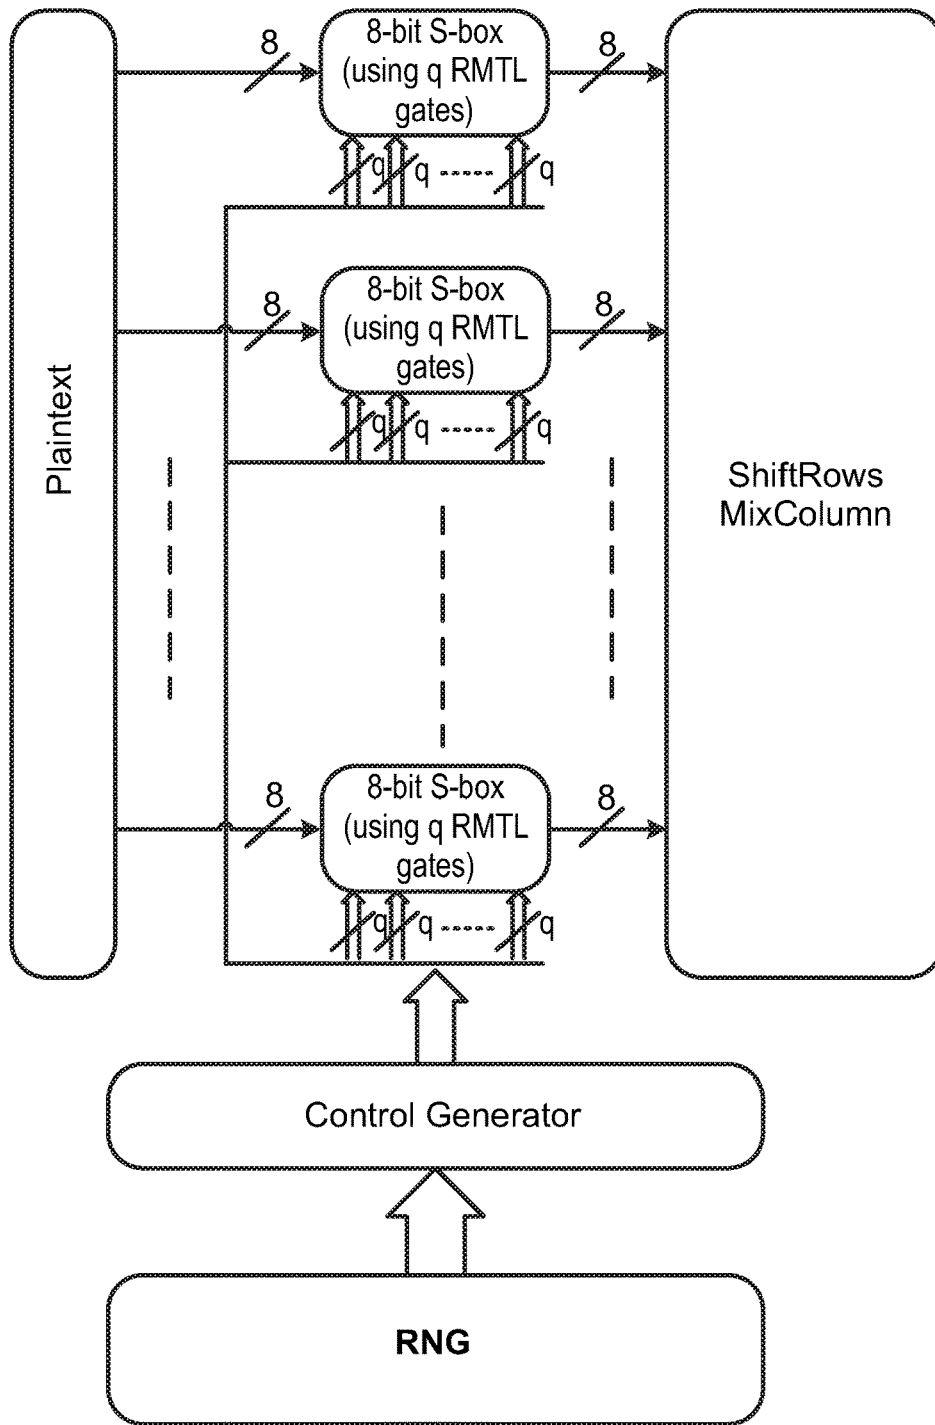 8
8-bit S-box
(using q RMTL
gates)
8
q
q
-----
q
8
8-bit S-box
(using q RMTL
gates)
8
q
q
-----
q
Plaintext
ShiftRows
MixColumn
8
8-bit S-box
(using q RMTL
gates)
8
q
q
-----
q
Control Generator
RNG